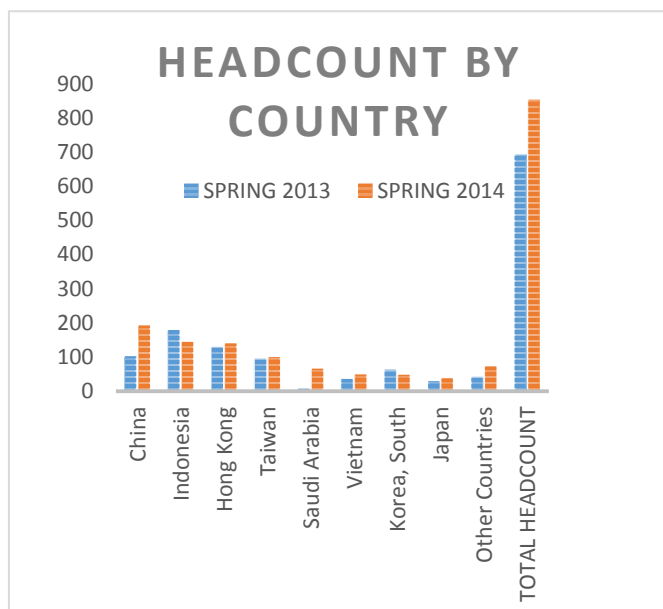 HEADCOUNT BY
COUNTRY
900
800
700
600
500
400
300
200
100
0
SPRING 2013 SPRING 2014
China
Indonesia
Hong Kong
Taiwan
Saudi Arabia
Vietnam
Korea, South
Japan
Other Countries
TOTAL HEADCOUNT